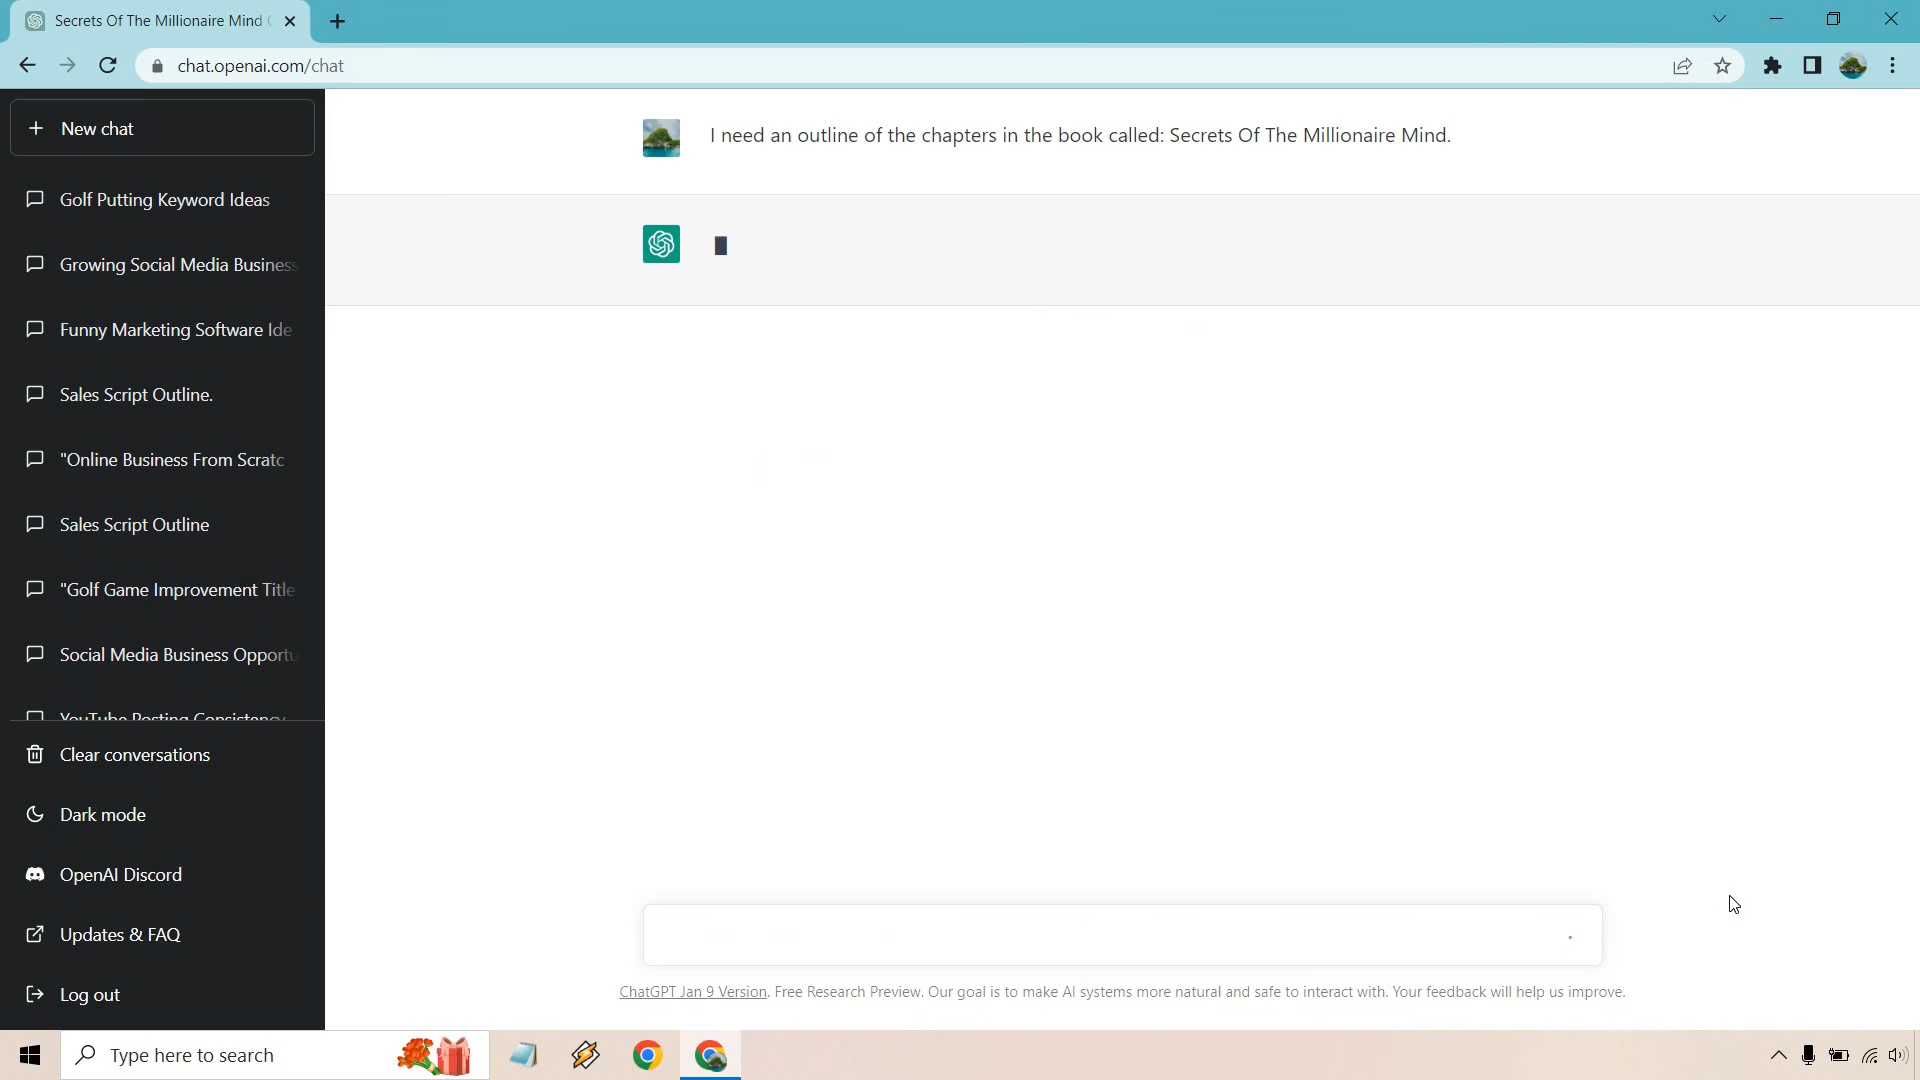 Secrets Of The Millionaire Mind
chat.openai.com/chat
New chat
Golf Putting Keyword Ideas
Growing Social Media Business
Funny Marketing Software Ide
Sales Script Outline.
"Online Business From Scratc
Sales Script Outline
"Golf Game Improvement Title
Social Media Business Opportu
YouTube Posting Consistency
Clear conversations
Dark mode
OpenAI Discord
Updates & FAQ
Log out
I need an outline of the chapters in the book called: Secrets Of The Millionaire Mind.
ChatGPT Jan 9 Version. Free Research Preview. Our goal is to make AI systems more natural and safe to interact with. Your feedback will help us improve.
Type here to search